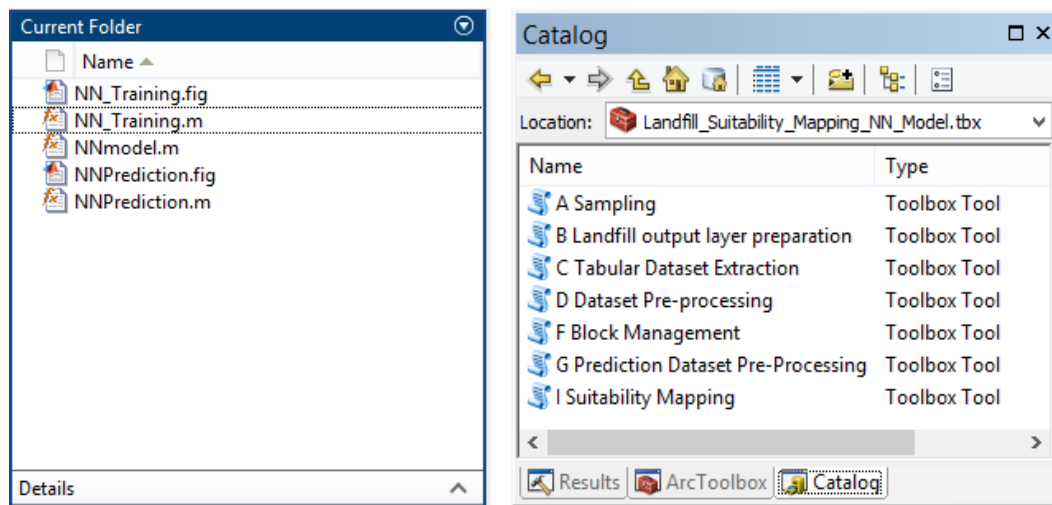 Current Folder
Name
NN_Training.fig
NN_Training.m
NNmodel.m
NNPrediction.fig
NNPrediction.m
Details
Catalog
Location: Landfill_Suitability_Mapping_NN_Model.tbx
Name Type
A Sampling Toolbox Tool
B Landfill output layer preparation Toolbox Tool
C Tabular Dataset Extraction Toolbox Tool
D Dataset Pre-processing Toolbox Tool
F Block Management Toolbox Tool
G Prediction Dataset Pre-Processing Toolbox Tool
I Suitability Mapping Toolbox Tool
Results ArcToolbox Catalog